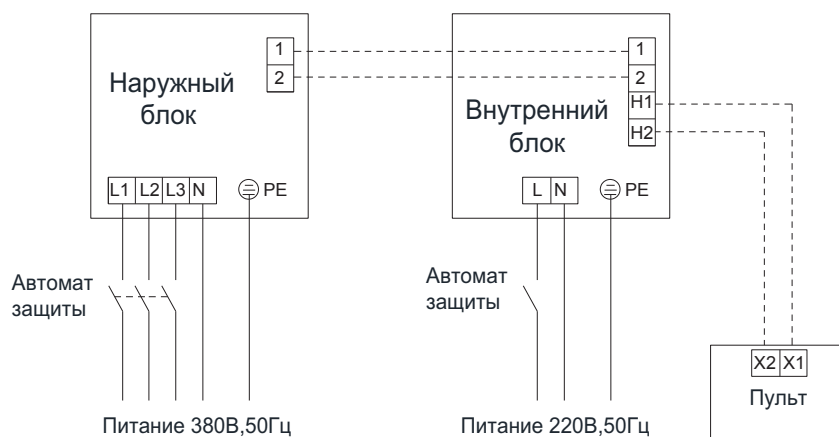 Наружный
блок
1
2
L1 L2 L3 N PE
Автомат
защиты
Питание 380В,50Гц
Внутренний
блок
1
2
H1
H2
L N PE
Автомат
защиты
Питание 220В,50Гц
X2 X1
Пульт